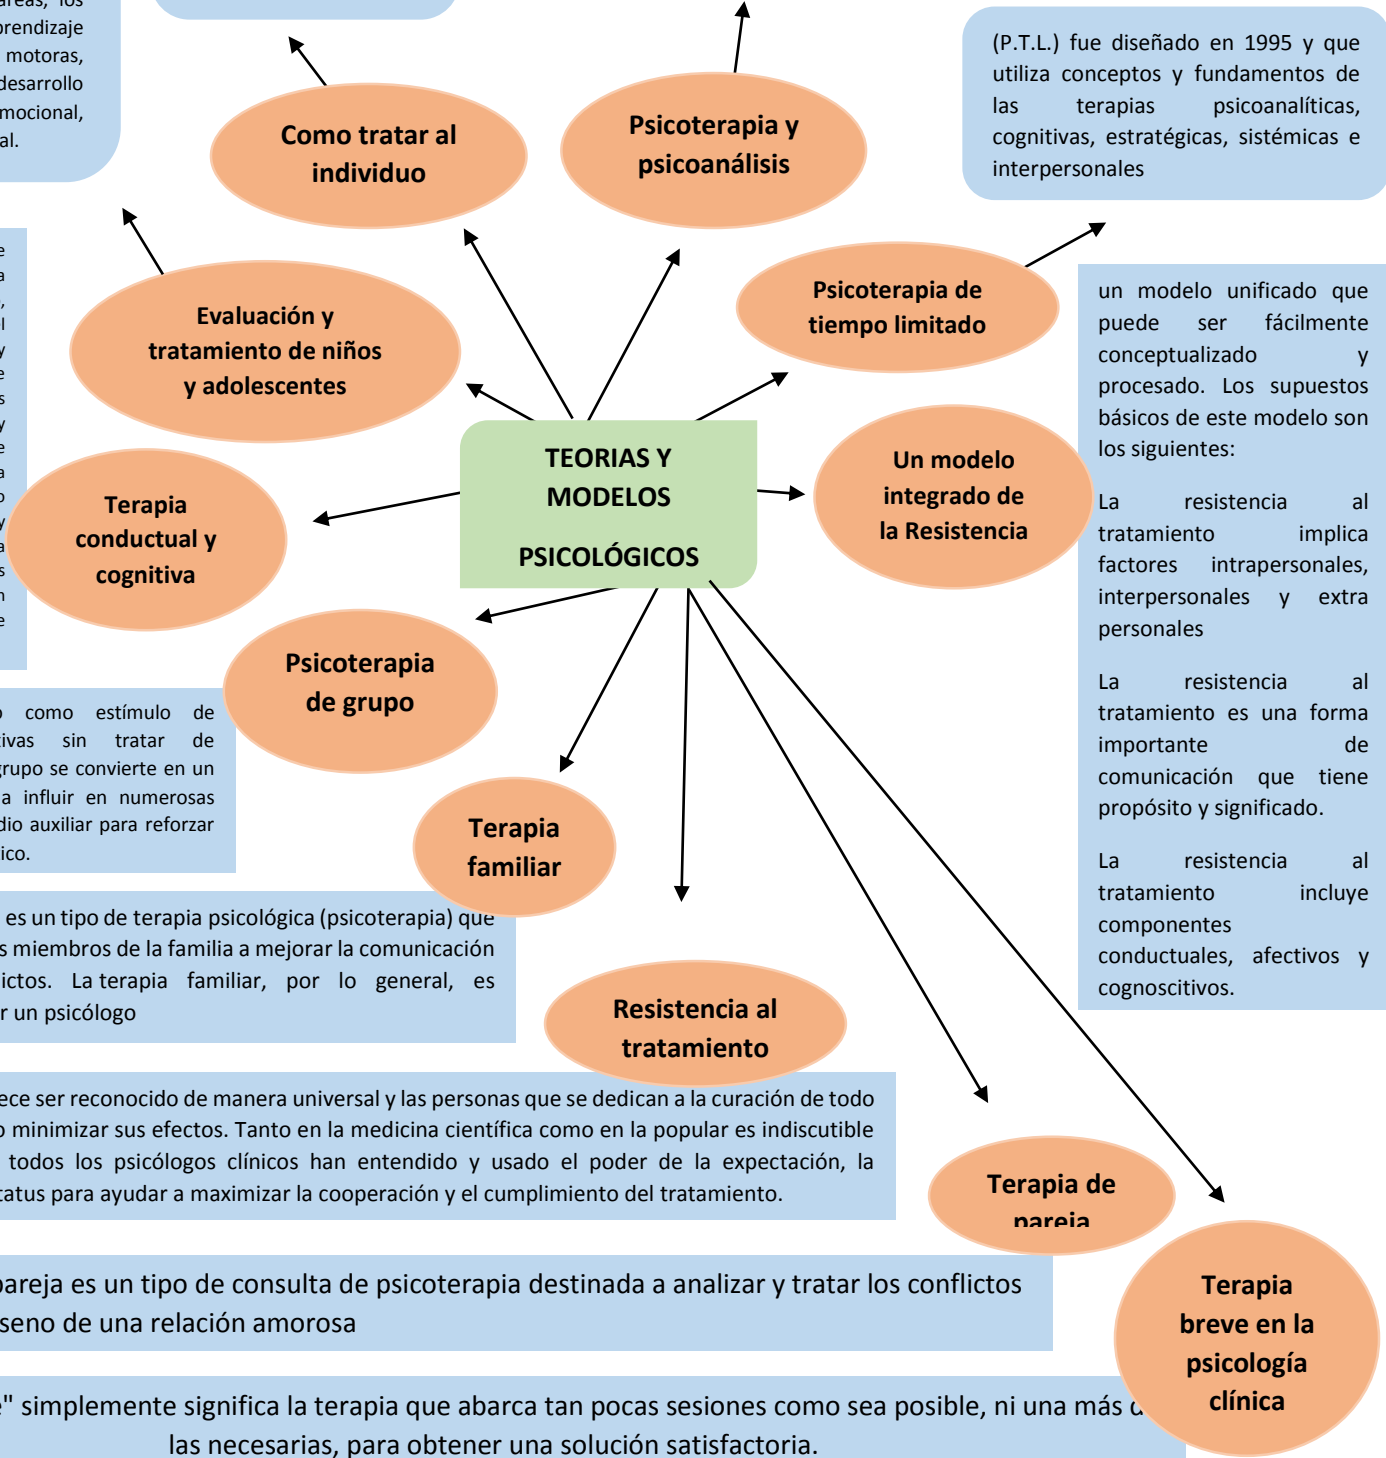 aprendizaje
motoras,
desarrollo
emocional,
(P.T.L.) fue diseñado en 1995 y que
utiliza conceptos y fundamentos de
las terapias psicoanalíticas,
cognitivas, estratégicas, sistémicas e
interpersonales
Como tratar al
individuo
Psicoterapia y
psicoanálisis
Evaluación y
tratamiento de niños
y adolescentes
Psicoterapia de
tiempo limitado
un modelo unificado que
puede ser fácilmente
conceptualizado y
procesado. Los supuestos
básicos de este modelo son
los siguientes:
La resistencia al
tratamiento implica
factores intrapersonales,
interpersonales y extra
personales
La resistencia al
tratamiento es una forma
importante de
comunicación que tiene
propósito y significado.
La resistencia al
tratamiento incluye
componentes
conductuales, afectivos y
cognoscitivos.
TEORIAS Y
MODELOS
PSICOLÓGICOS
Un modelo
integrado de
la Resistencia
Terapia
conductual y
cognitiva
Psicoterapia
de grupo
como estímulo de
sin tratar de
grupo se convierte en un
a influir en numerosas
auxiliar para reforzar
Terapia
familiar
es un tipo de terapia psicológica (psicoterapia) que
miembros de la familia a mejorar la comunicación
La terapia familiar, por lo general, es
un psicólogo
Resistencia al
tratamiento
ser reconocido de manera universal y las personas que se dedican a la curación de todo
minimizar sus efectos. Tanto en la medicina científica como en la popular es indiscutible
todos los psicólogos clínicos han entendido y usado el poder de la expectación, la
status para ayudar a maximizar la cooperación y el cumplimiento del tratamiento.
Terapia de
pareja
pareja es un tipo de consulta de psicoterapia destinada a analizar y tratar los conflictos
seno de una relación amorosa
Terapia
breve en la
psicología
clínica
" simplemente significa la terapia que abarca tan pocas sesiones como sea posible, ni una más
las necesarias, para obtener una solución satisfactoria.